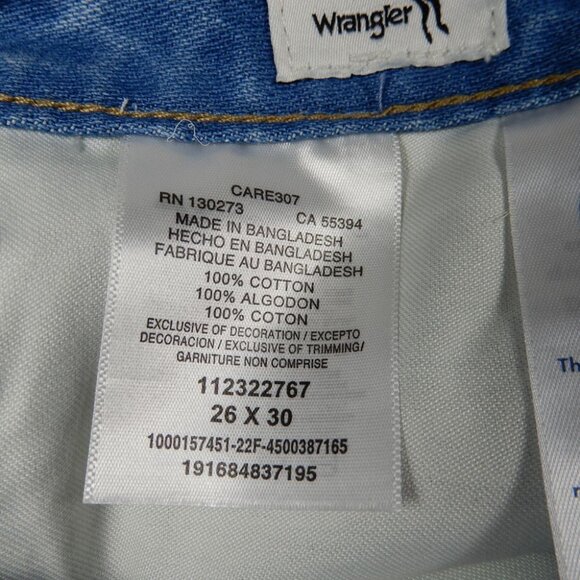 Wrangler
CARE307
RN 130273 CA 55394
MADE IN BANGLADESH
HECHO EN BANGLADESH
FABRIQUE AU BANGLADESH
100% COTTON
100% ALGODON
100% COTON
EXCLUSIVE OF DECORATION / EXCEPTO
DECORACION / EXCLUSIVE OF TRIMMING/
GARNITURE NON COMPRISE
112322767
26 X 30
1000157451-22F-4500387165
191684837195
Th